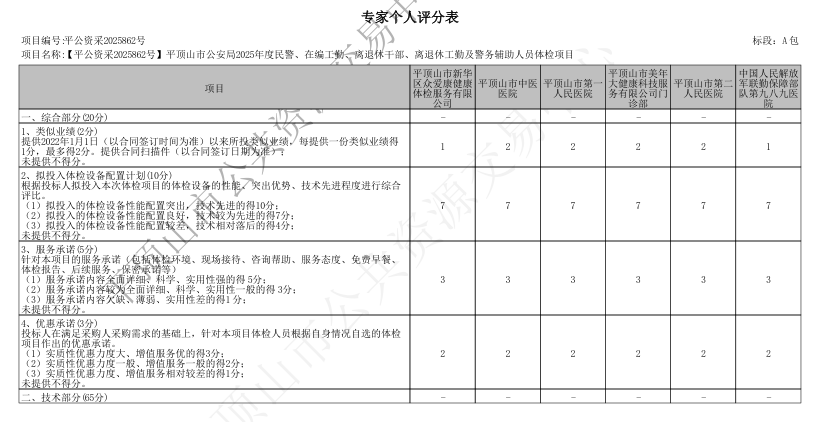 专家个人评分表
项目编号:平公资采2025862号
标段: A包
项目名称:【平公资采2025862号】平顶山市公安局2025年度民警、在编工勤、离退休干部、离退休工勤及警务辅助人员体检项目
项目
平顶山市新华
区众爱康健康
体检服务有限
公司
平顶山市中医
医院
平顶山市第一
人民医院
平顶山市美年
大健康科技服
务有限公司门
诊部
平顶山市第二
人民医院
中国人民解放
军联勤保障部
队第九八九医
院
一、综合部分(20分) - - - - - -
1、类似业绩(2分)
提供2022年1月1日（以合同签订时间为准）以来所投类似业绩，每提供一份类似业绩得
1分，最多得2分。提供合同扫描件（以合同签订日期为准）；
未提供不得分。
1 2 2 2 2 1
2、拟投入体检设备配置计划(10分)
根据投标人拟投入本次体检项目的体检设备的性能、突出优势、技术先进程度进行综合
评比。
（1）拟投入的体检设备性能配置突出，技术先进的得10分；
（2）拟投入的体检设备性能配置良好，技术较为先进的得7分；
（3）拟投入的体检设备性能配置较差，技术相对落后的得4分；
未提供不得分。
7 7 7 7 7 7
3、服务承诺(5分)
针对本项目的服务承诺（包括体检环境、现场接待、咨询帮助、服务态度、免费早餐、
体检报告、后续服务、保密承诺等）
（1）服务承诺内容全面详细、科学、实用性强的得 5分；
（2）服务承诺内容较为全面详细、科学、实用性一般的得 3分；
（3）服务承诺内容欠缺、薄弱、实用性差的得1 分；
未提供不得分。
3 3 3 3 3 3
4、优惠承诺(3分)
投标人在满足采购人采购需求的基础上，针对本项目体检人员根据自身情况自选的体检
项目作出的优惠承诺。
（1）实质性优惠力度大、增值服务优的得3分；
（2）实质性优惠力度一般、增值服务一般的得2分；
（3）实质性优惠力度、增值服务相对较差的得1分；
未提供不得分。
2 2 2 2 2 2
二、技术部分(65分) - - - - - -